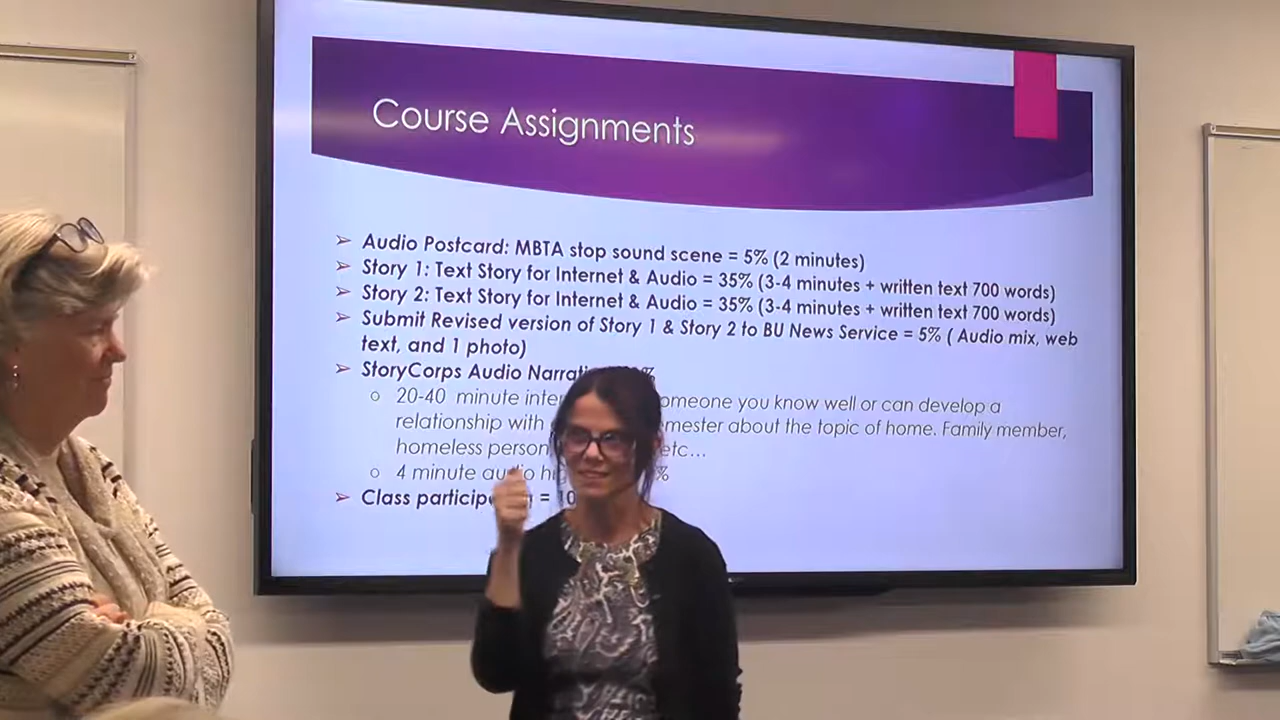 Course Assignments
➢ Audio Postcard: MBTA stop sound scene = 5% (2 minutes)
➢ Story 1: Text Story for Internet & Audio = 35% (3-4 minutes + written text 700 words)
➢ Story 2: Text Story for Internet & Audio = 35% (3-4 minutes + written text 700 words)
➢ Submit Revised version of Story 1 & Story 2 to BU News Service = 5% ( Audio mix, web
text, and 1 photo)
➢ StoryCorps Audio %
o 20-40 minute you know well or can develop a
relationship with about the topic of home. Family member,
homeless person etc...
o 4 minute %
➢ Class = 10